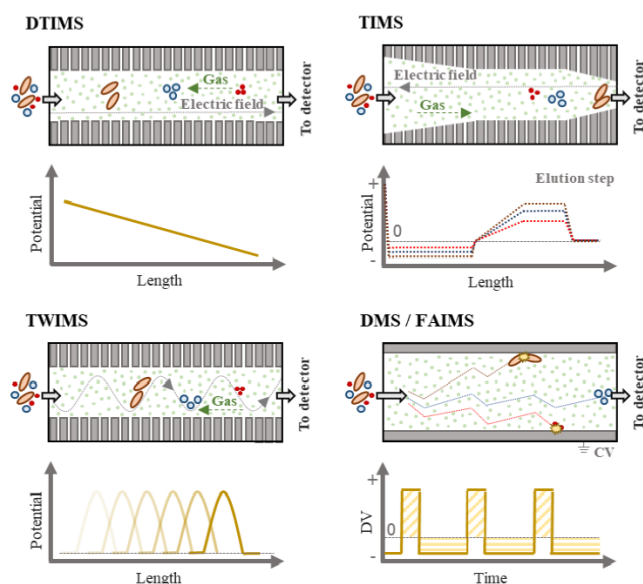 DTIMS
Gas
Electric field
To detector
Potential
Length
TIMS
Electric field
Gas
To detector
Elution step
+
0
-
Potential
Length
TWIMS
Gas
To detector
Potential
Length
DMS / FAIMS
To detector
CV
+
0
-
DV
Time